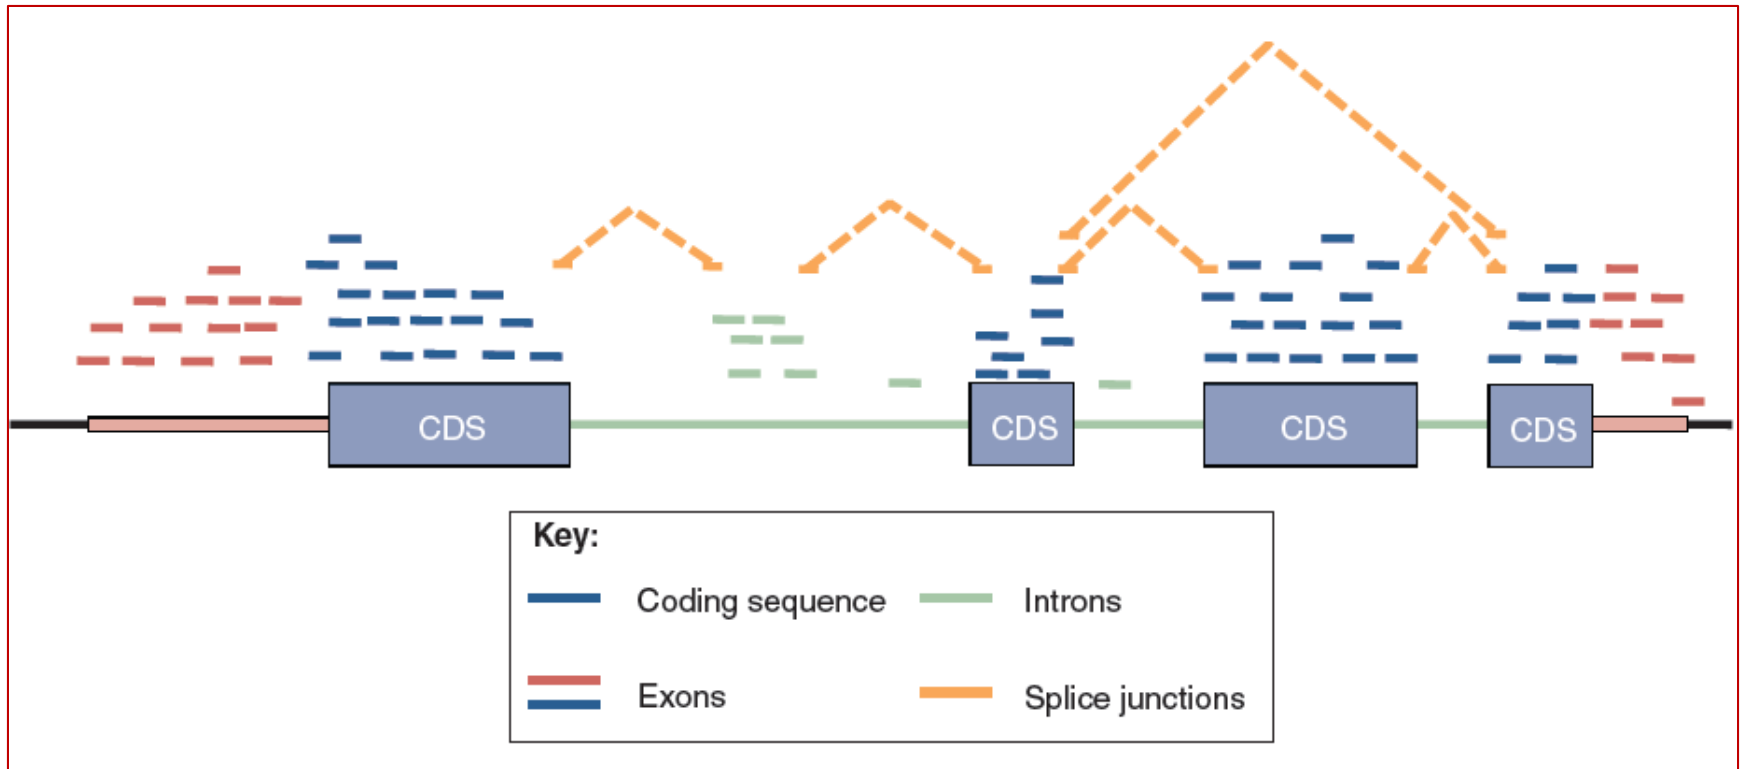 CDS
CDS
CDS
CDS
Key:
Coding sequence
Introns
Exons
Splice junctions